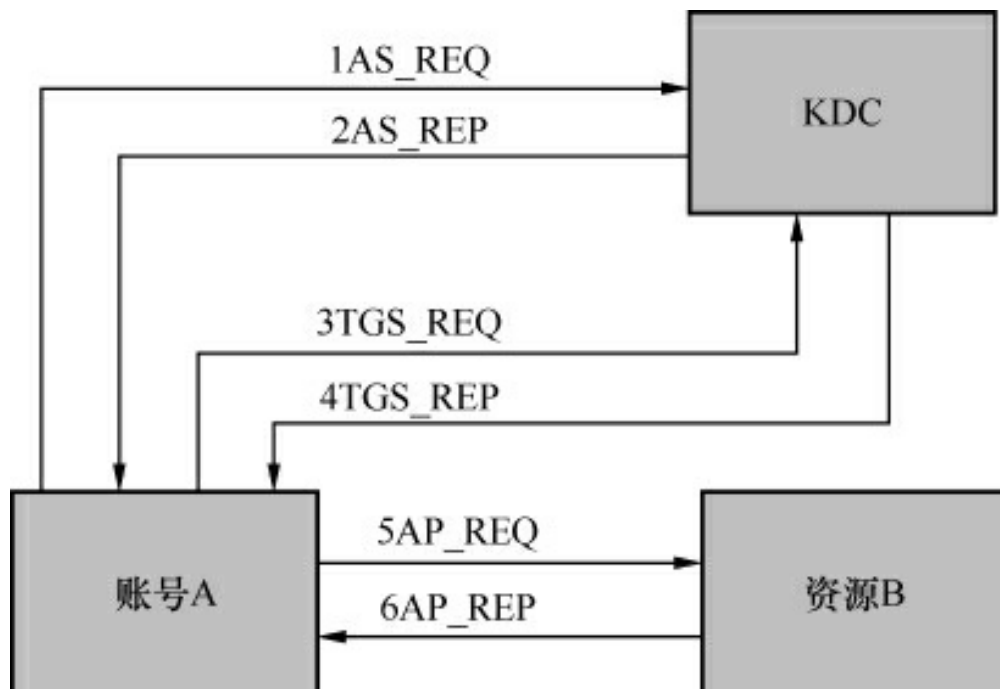 1AS_REQ
KDC
2AS_REP
3TGS_REQ
4TGS_REP
5AP_REQ
账号A
资源B
6AP_REP